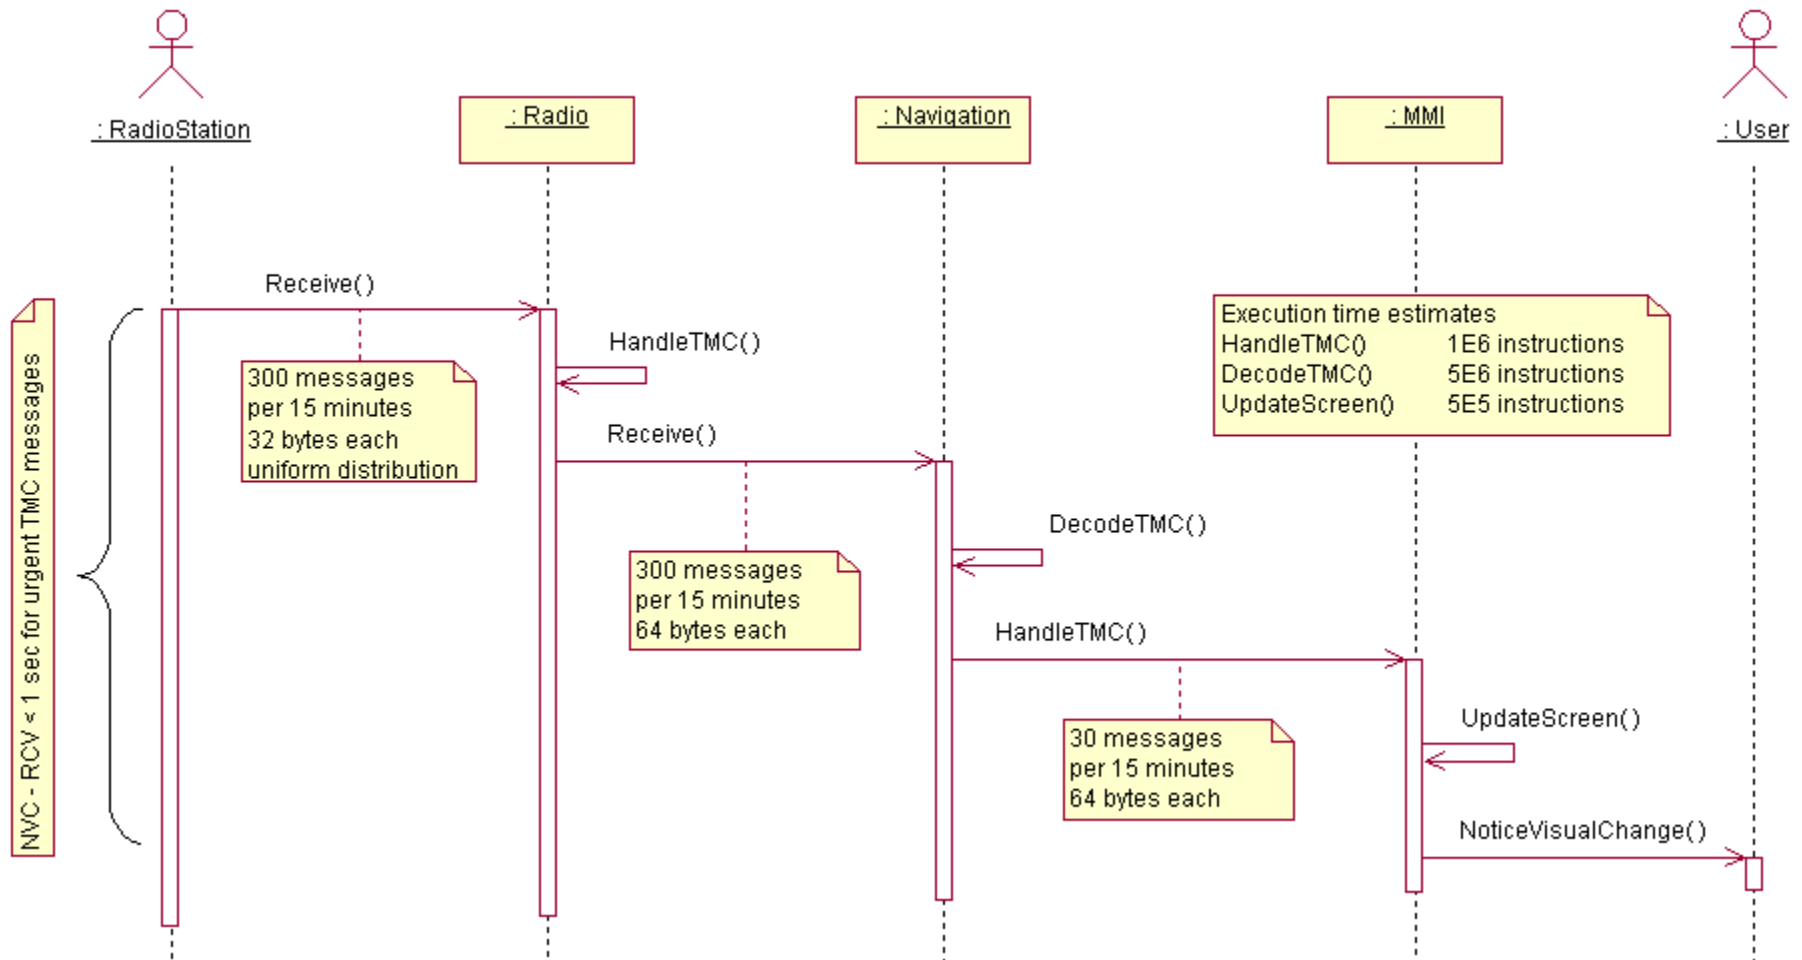 : RadioStation
: Radio
: Navigation
: MMI
: User
Receive()
300 messages
per 15 minutes
32 bytes each
uniform distribution
HandleTMC()
Receive()
300 messages
per 15 minutes
64 bytes each
Execution time estimates
HandleTMC() 1E6 instructions
DecodeTMC() 5E6 instructions
UpdateScreen() 5E5 instructions
DecodeTMC()
HandleTMC()
30 messages
per 15 minutes
64 bytes each
UpdateScreen()
NoticeVisualChange()
NVC - RCV < 1 sec for urgent TMC messages